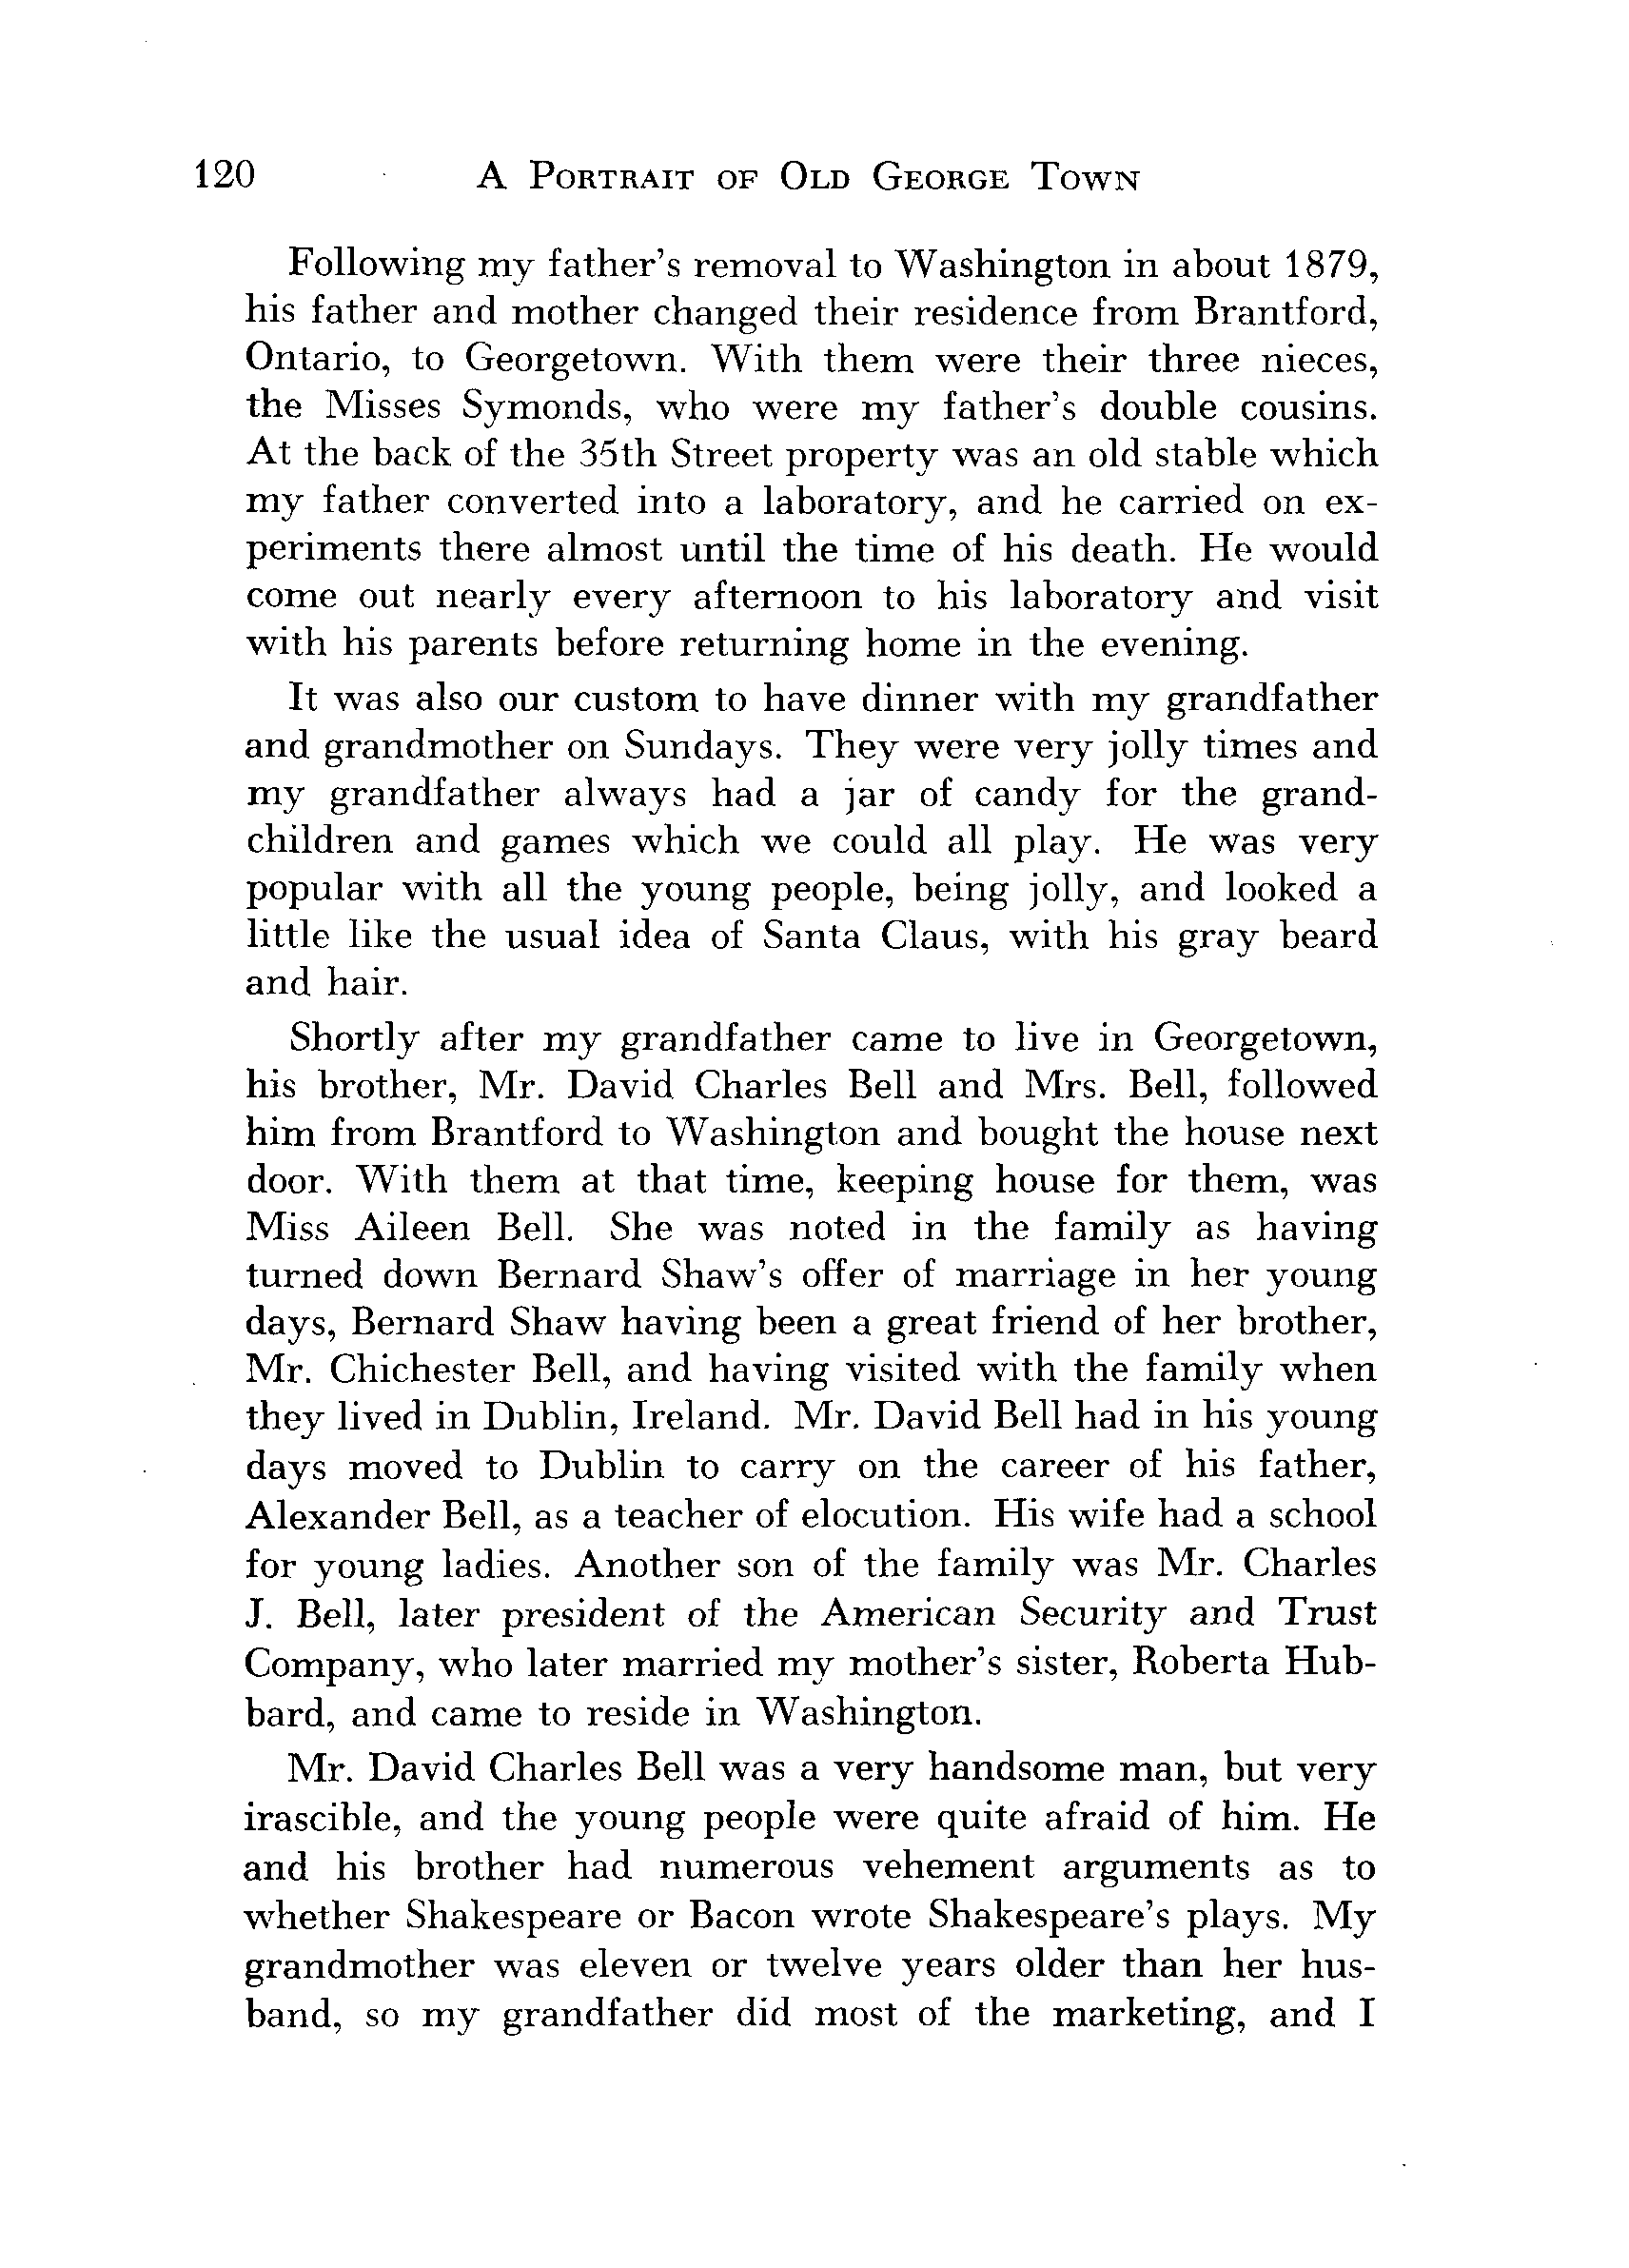 120 A PORTRAIT OF OLD GEORGE TOWN
Following my father's removal to Washington in about 1879,
his father and mother changed their residence from Brantford,
Ontario, to Georgetown. With them were their three nieces,
the Misses Symonds, who were my father's double cousins.
At the back of the 35th Street property was an old stable which
my father converted into a laboratory, and he carried on ex-
periments there almost until the time of his death. He would
come out nearly every afternoon to his laboratory and visit
with his parents before returning home in the evening.
It was also our custom to have dinner with my grandfather
and grandmother on Sundays. They were very jolly times and
my grandfather always had a jar of candy for the grand-
children and games which we could all play. He was very
popular with all the young people, being jolly, and looked a
little like the usual idea of Santa Claus, with his gray beard
and hair.
Shortly after my grandfather came to live in Georgetown,
his brother, Mr. David Charles Bell and Mrs. Bell, followed
him from Brantford to Washington and bought the house next
door. With them at that time, keeping house for them, was
Miss Aileen Bell. She was noted in the family as having
turned down Bernard Shaw's offer of marriage in her young
days, Bernard Shaw having been a great friend of her brother,
Mr. Chichester Bell, and having visited with the family when
they lived in Dublin, Ireland. Mr. David Bell had in his young
days moved to Dublin to carry on the career of his father,
Alexander Bell, as a teacher of elocution. His wife had a school
for young ladies. Another son of the family was Mr. Charles
J. Bell, later president of the American Security and Trust
Company, who later married my mother's sister, Roberta Hub-
bard, and came to reside in Washington.
Mr. David Charles Bell was a very handsome man, but very
irascible, and the young people were quite afraid of him. He
and his brother had numerous vehement arguments as to
whether Shakespeare or Bacon wrote Shakespeare's plays. My
grandmother was eleven or twelve years older than her hus-
band, so my grandfather did most of the marketing, and I